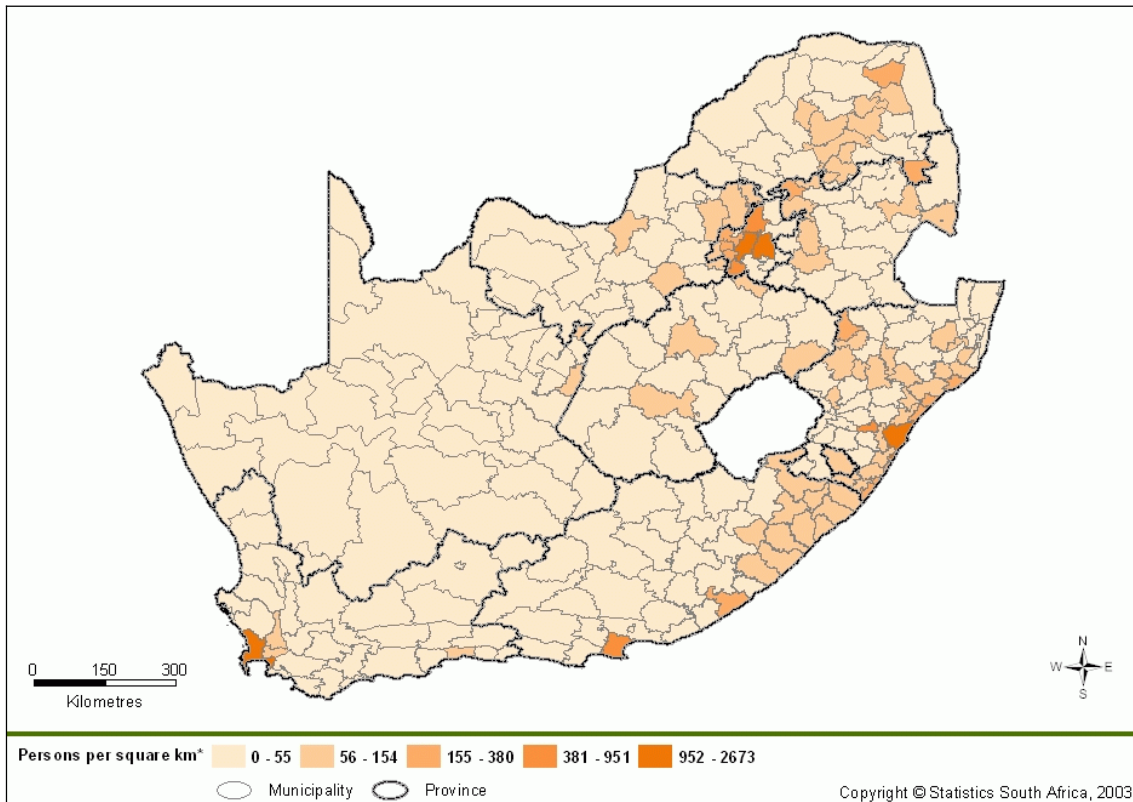 N
W E
S
0 150 300
Kilometres
Persons per square km* 0 - 55 56 - 154 155 - 380 381 - 951 952 - 2673
Municipality Province Copyright © Statistics South Africa, 2003